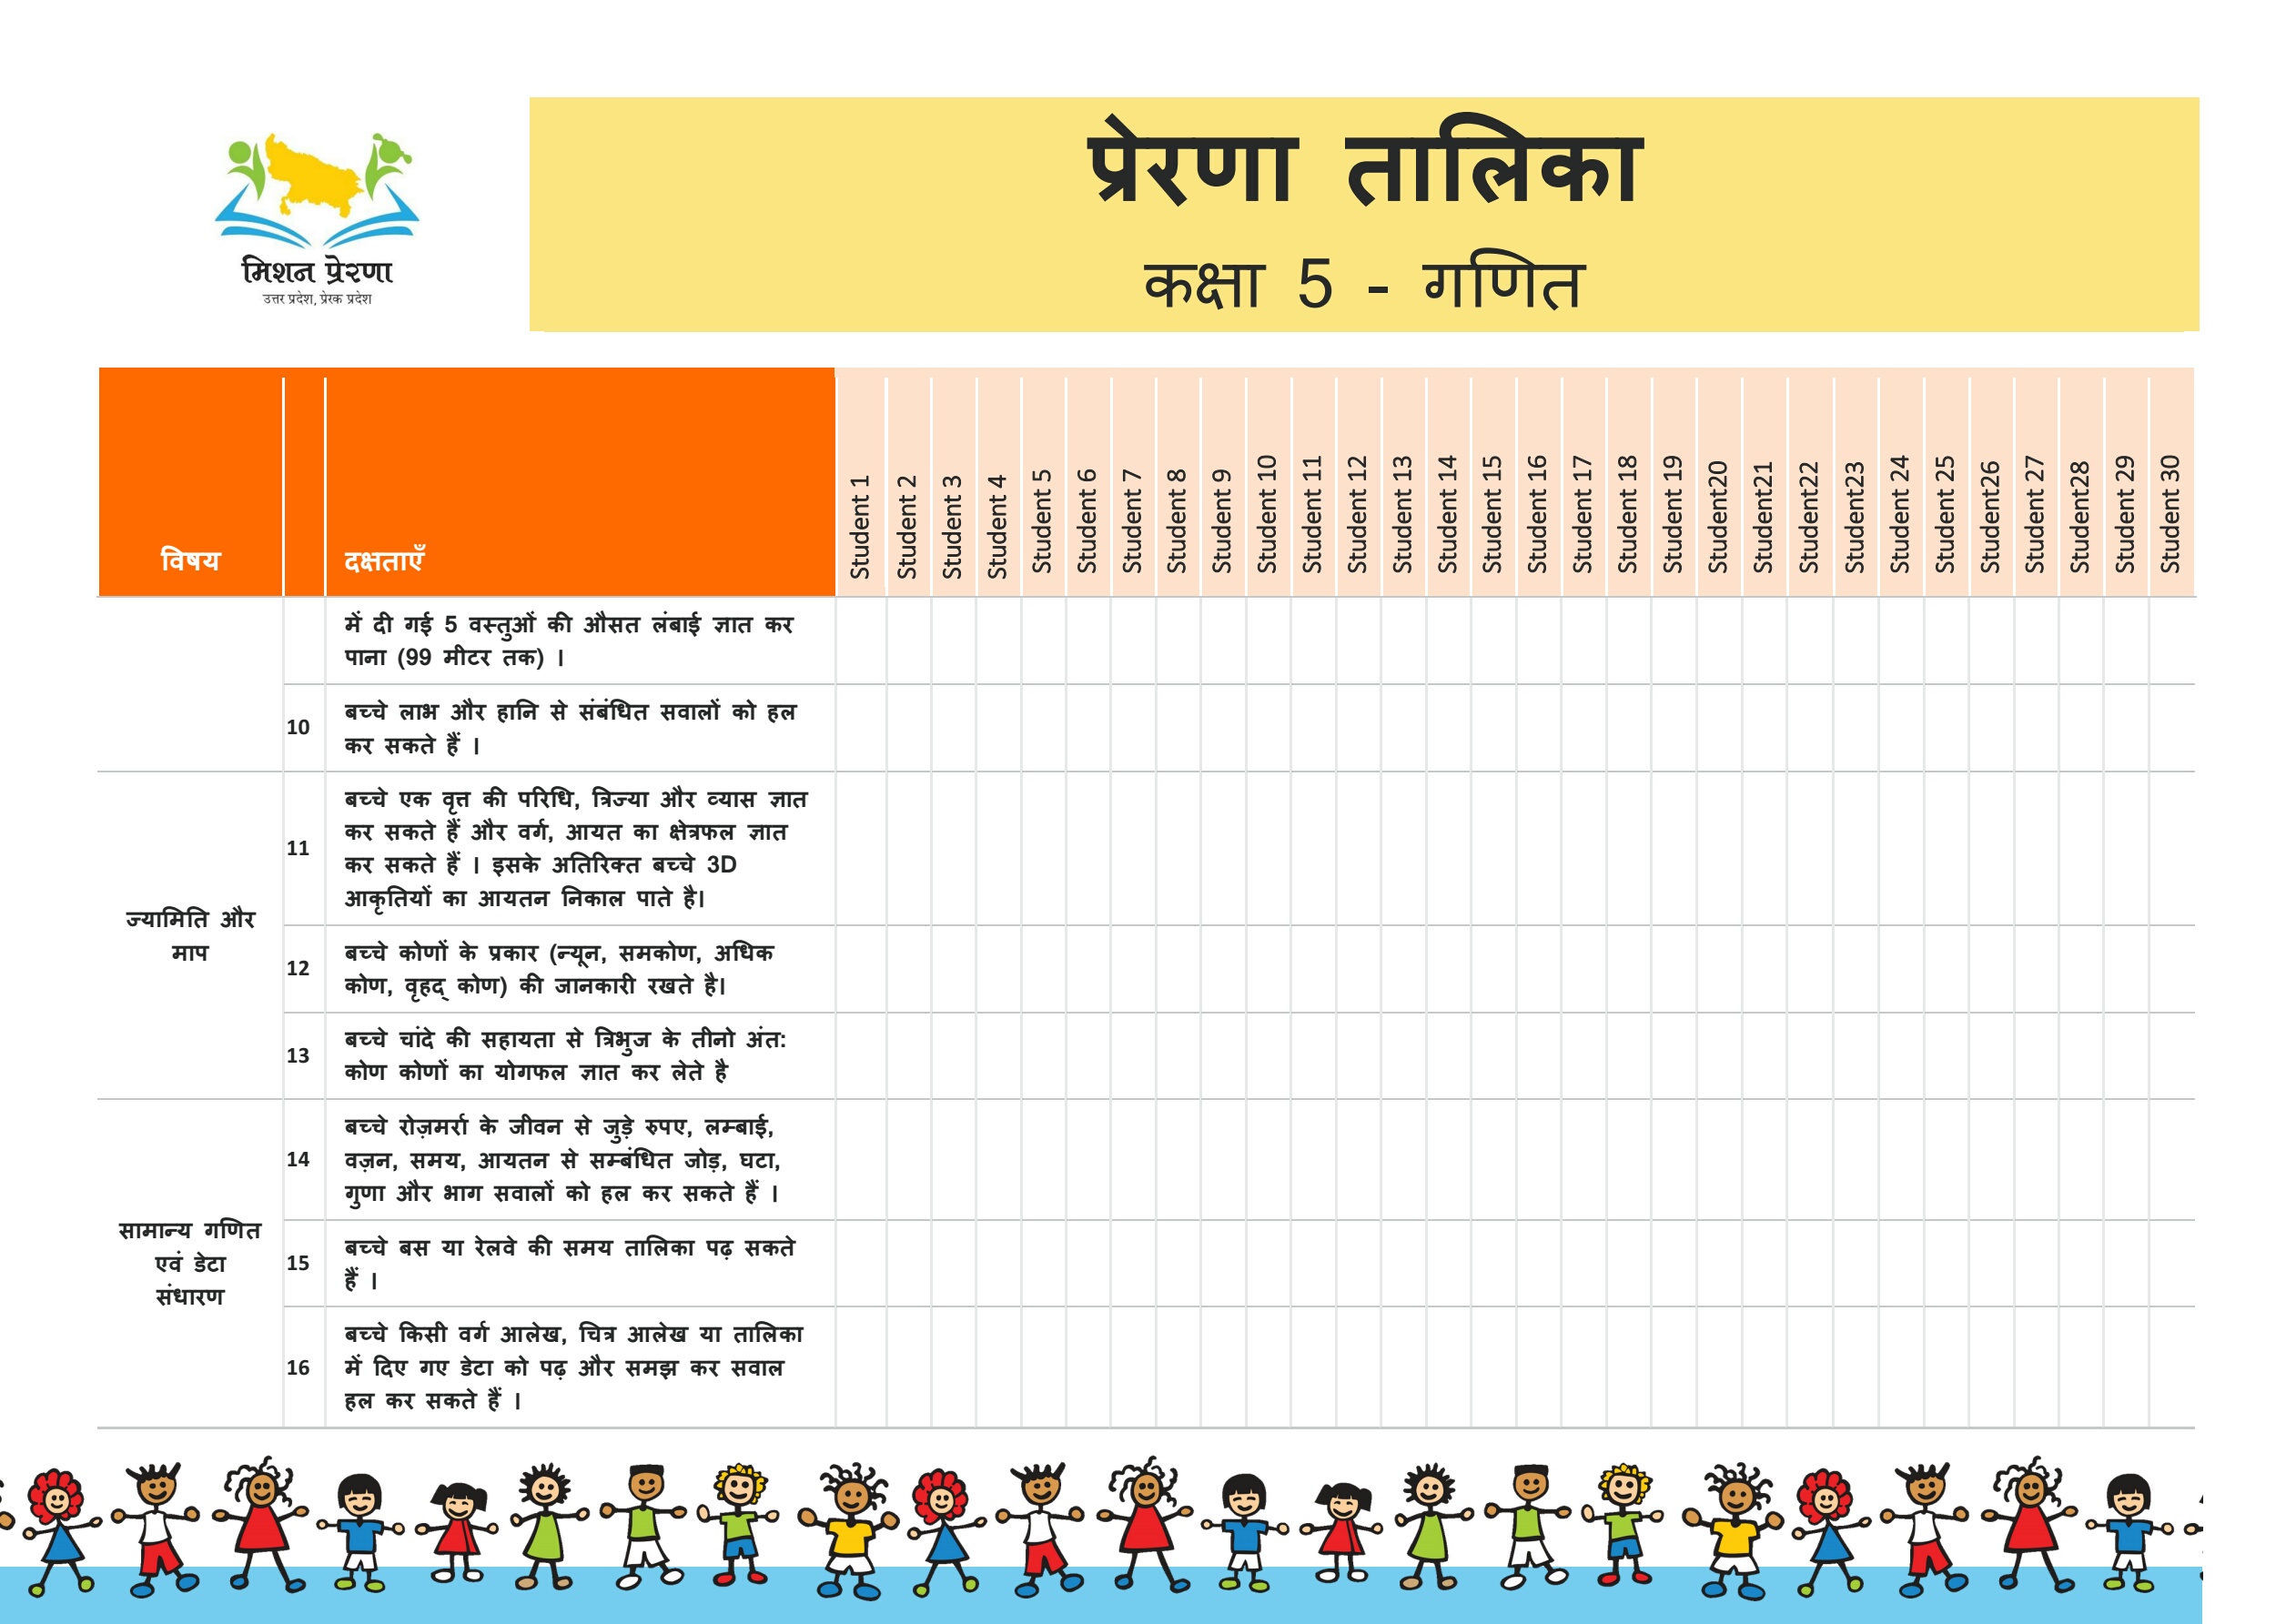 प्रेरणा तालिका
कक्षा 5 - गणित
मिशन प्रेरणा
उत्तर प्रदेश, प्रेरक प्रदेश
विषय
दक्षताएँ
Student 1
Student 2
Student 3
Student 4
Student 5
Student 6
Student 7
Student 8
Student 9
Student 10
Student 11
Student 12
Student 13
Student 14
Student 15
Student 16
Student 17
Student 18
Student 19
Student20
Student21
Student22
Student23
Student 24
Student 25
Student26
Student 27
Student28
Student 29
Student 30
में दी गई 5 वस्तुओं की औसत लंबाई ज्ञात कर
पाना (99 मीटर तक) ।
10
बच्चे लाभ और हानि से संबंधित सवालों को हल
कर सकते हैं ।
ज्यामिति और
माप
11
बच्चे एक वृत्त की परिधि, त्रिज्या और व्यास ज्ञात
कर सकते हैं और वर्ग, आयत का क्षेत्रफल ज्ञात
कर सकते हैं । इसके अतिरिक्त बच्चे 3D
आकृतियों का आयतन निकाल पाते है।
12
बच्चे कोणों के प्रकार (न्यून, समकोण, अधिक
कोण, वृहद् कोण) की जानकारी रखते है।
13
बच्चे चांदे की सहायता से त्रिभुज के तीनो अंत:
कोण कोणों का योगफल ज्ञात कर लेते है
सामान्य गणित
एवं डेटा
संधारण
14
बच्चे रोज़मर्रा के जीवन से जुड़े रुपए, लम्बाई,
वज़न, समय, आयतन से सम्बंधित जोड़, घटा,
गुणा और भाग सवालों को हल कर सकते हैं ।
15
बच्चे बस या रेलवे की समय तालिका पढ़ सकते
हैं ।
16
बच्चे किसी वर्ग आलेख, चित्र आलेख या तालिका
में दिए गए डेटा को पढ़ और समझ कर सवाल
हल कर सकते हैं ।